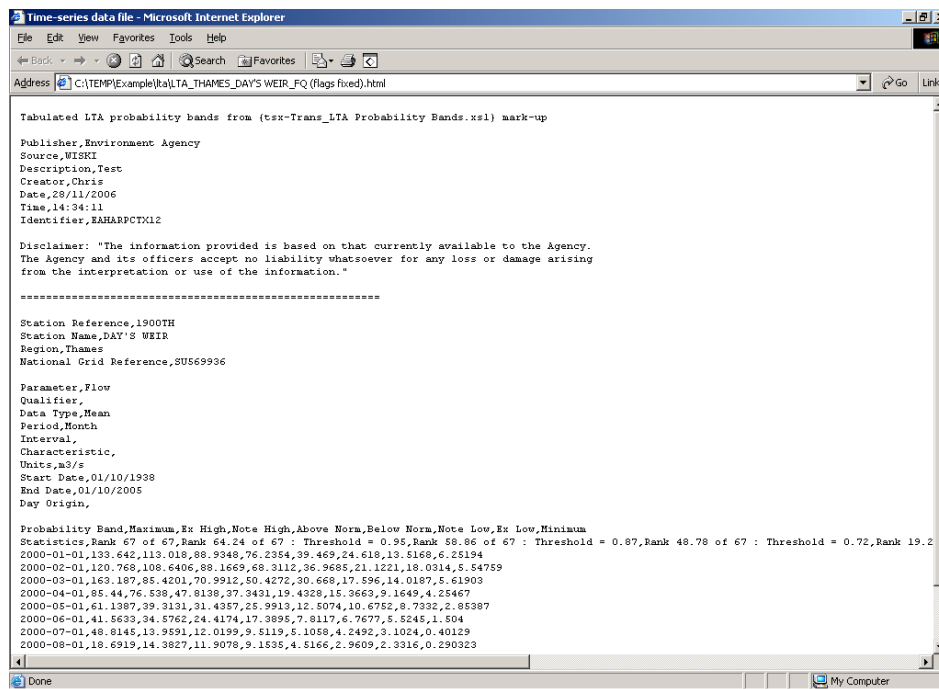 Time-series data file - Microsoft Internet Explorer
File Edit View Favorites Tools Help
Back Search Favorites
Address C:\TEMP\Example\lta\LTA_THAMES_DAY'S WEIR_FQ (flags fixed).html Go Link
Tabulated LTA probability bands from {tsx-Trans_LTA Probability Bands.xsl} mark-up
Publisher,Environment Agency
Source,WISKI
Description,Test
Creator,Chris
Date,28/11/2006
Time,14:34:11
Identifier,EAHARPCTX12
Disclaimer: "The information provided is based on that currently available to the Agency.
The Agency and its officers accept no liability whatsoever for any loss or damage arising
from the interpretation or use of the information."
========================================================
Station Reference,1900TH
Station Name,DAY'S WEIR
Region,Thames
National Grid Reference,SU569936
Parameter,Flow
Qualifier,
Data Type,Mean
Period,Month
Interval,
Characteristic,
Units,m3/s
Start Date,01/10/1938
End Date,01/10/2005
Day Origin,
Probability Band,Maximum,Ex High,Note High,Above Norm,Below Norm,Note Low,Ex Low,Minimum
Statistics,Rank 67 of 67,Rank 64.24 of 67 : Threshold = 0.95,Rank 58.86 of 67 : Threshold = 0.87,Rank 48.78 of 67 : Threshold = 0.72,Rank 19.2
2000-01-01,133.642,113.018,88.9348,76.2354,39.469,24.618,13.5168,6.25194
2000-02-01,120.768,108.6406,88.1669,68.3112,36.9685,21.1221,18.0314,5.54759
2000-03-01,163.187,85.4201,70.9912,50.4272,30.668,17.596,14.0187,5.61903
2000-04-01,85.44,76.538,47.8138,37.3431,19.4328,15.3663,9.1649,4.25467
2000-05-01,61.1387,39.3131,31.4357,25.9913,12.5074,10.6752,8.7332,2.85387
2000-06-01,41.5633,34.5762,24.4174,17.3895,7.8117,6.7677,5.5245,1.504
2000-07-01,48.8145,13.9591,12.0199,9.5119,5.1058,4.2492,3.1024,0.40129
2000-08-01,18.6919,14.3827,11.9078,9.1535,4.5166,2.9609,2.3316,0.290323
Done My Computer